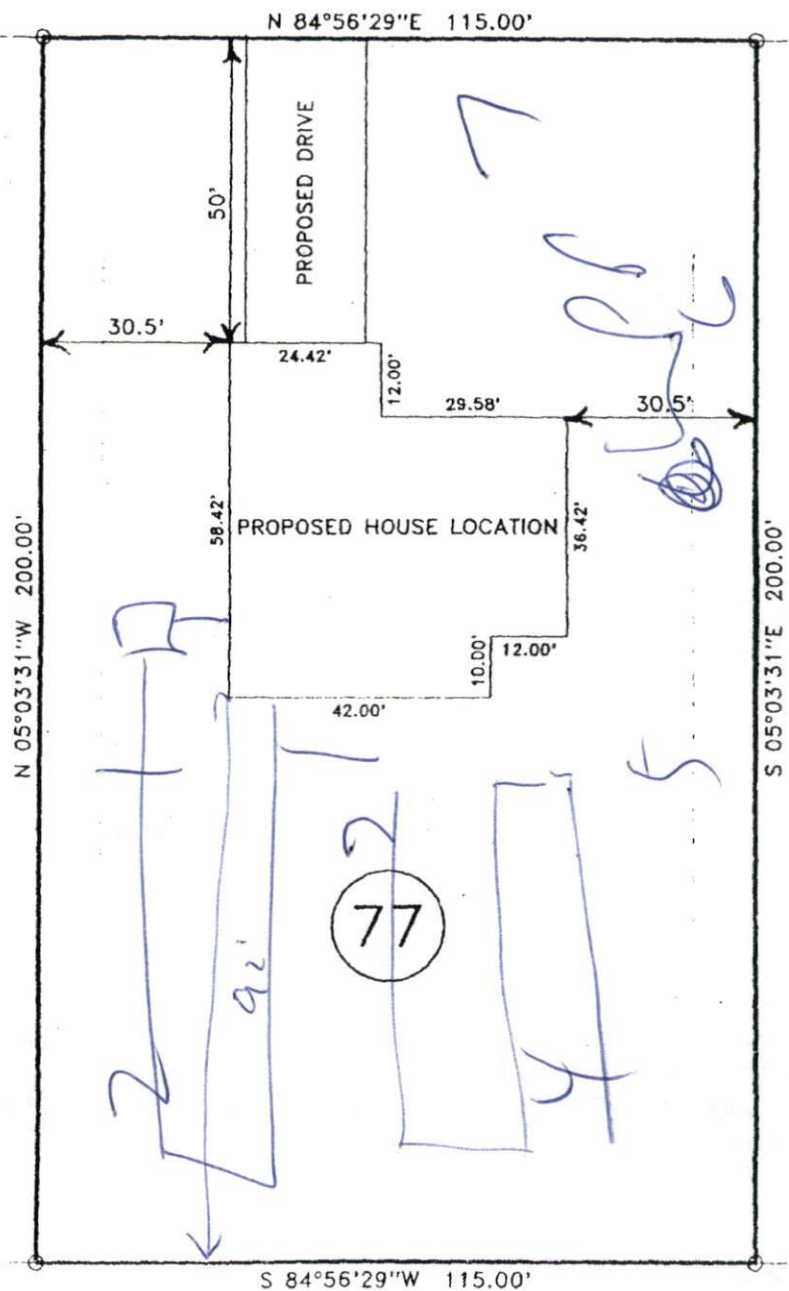 N 84°56'29"E 115.00'
50'
PROPOSED DRIVE
30.5'
24.42'
12.00'
29.58'
30.5'
58.42'
PROPOSED HOUSE LOCATION
36.42'
N 05°03'31"W 200.00'
S 05°03'31"E 200.00'
12.00'
10.00'
42.00'
77
92'
2
S 84°56'29"W 115.00'